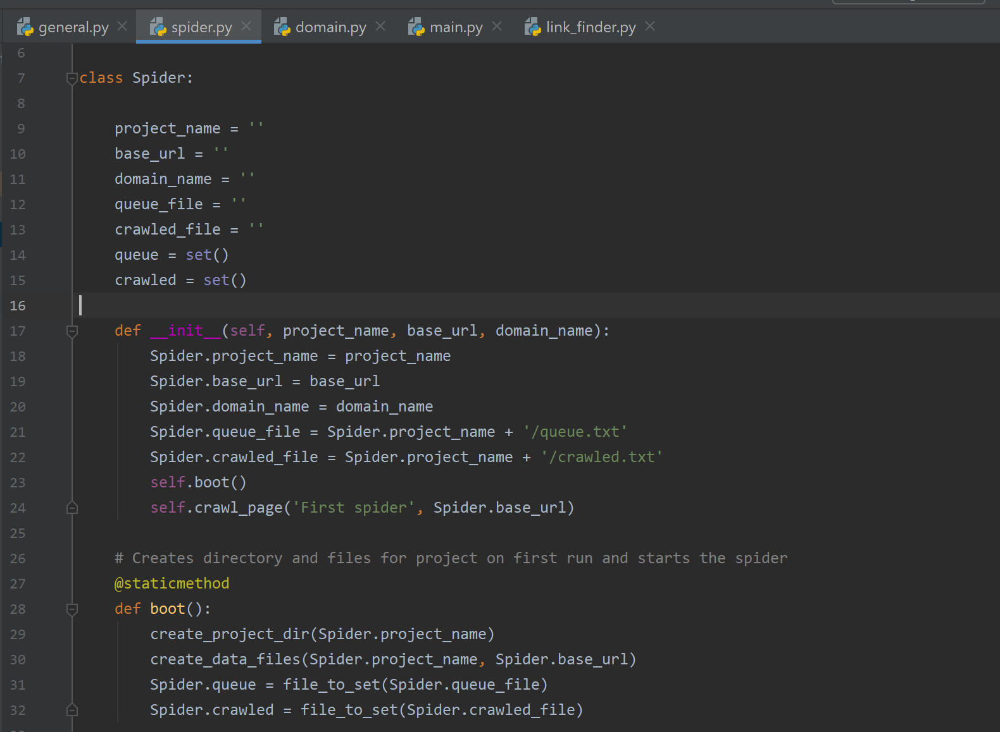 general.py spider.py domain.py main.py link_finder.py
6
7 class Spider:
8
9 project_name = ''
10 base_url = ''
11 domain_name = ''
12 queue_file = ''
13 crawled_file = ''
14 queue = set()
15 crawled = set()
16
17 def __init__(self, project_name, base_url, domain_name):
18 Spider.project_name = project_name
19 Spider.base_url = base_url
20 Spider.domain_name = domain_name
21 Spider.queue_file = Spider.project_name + '/queue.txt'
22 Spider.crawled_file = Spider.project_name + '/crawled.txt'
23 self.boot()
24 self.crawl_page('First spider', Spider.base_url)
25
26 # Creates directory and files for project on first run and starts the spider
27 @staticmethod
28 def boot():
29 create_project_dir(Spider.project_name)
30 create_data_files(Spider.project_name, Spider.base_url)
31 Spider.queue = file_to_set(Spider.queue_file)
32 Spider.crawled = file_to_set(Spider.crawled_file)